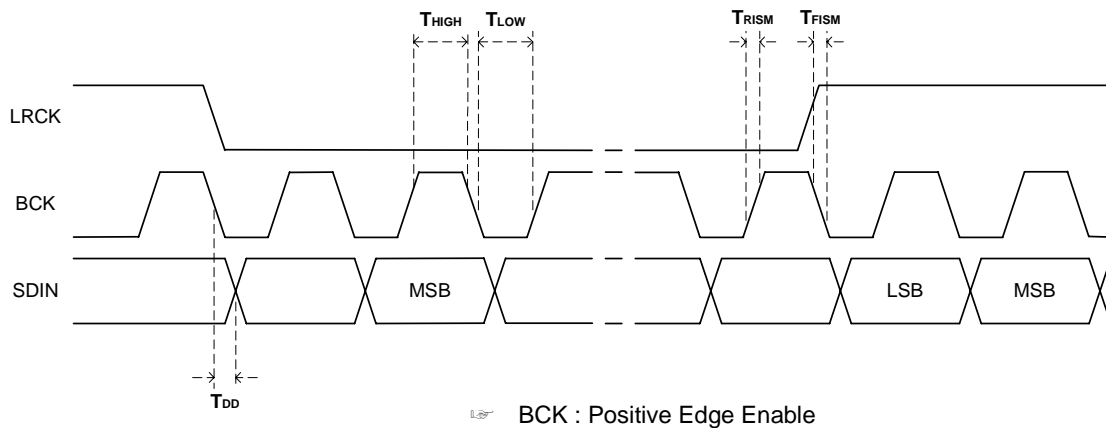 THIGH TLOW TRISM TFISM
LRCK
BCK
SDIN MSB LSB MSB
TDD
☞ BCK : Positive Edge Enable